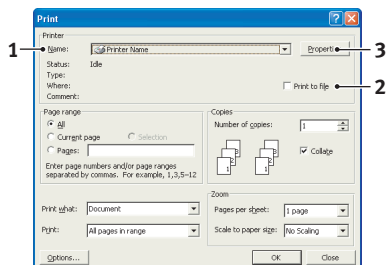 Print
Printer
1 Name: Printer Name Properti 3
Status: Idle
Type:
Where: Print to file 2
Comment:
Page range
All
Current page Selection
Pages:
Enter page numbers and/or page ranges
separated by commas. For example, 1,3,5-12
Copies
Number of copies: 1
Collate
Print what: Document
Print: All pages in range
Zoom
Pages per sheet: 1 page
Scale to paper size: No Scaling
Options... OK Close